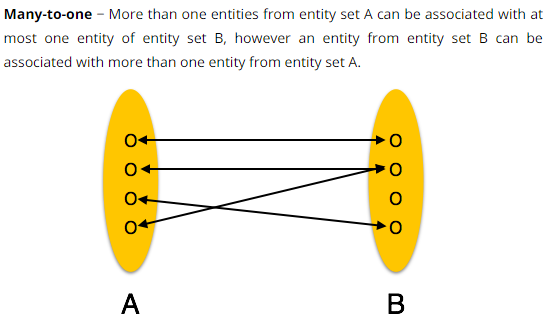 Many-to-one − More than one entities from entity set A can be associated with at
most one entity of entity set B, however an entity from entity set B can be
associated with more than one entity from entity set A.
A B